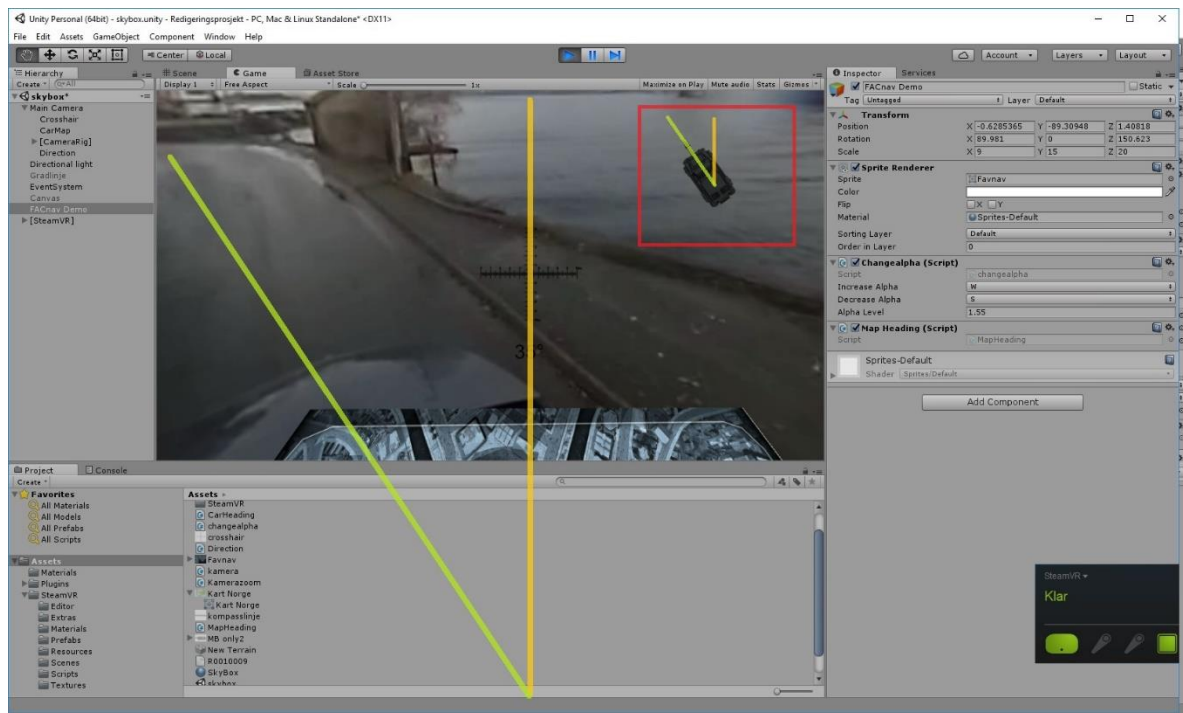 Unity Personal (64bit) - skybox.unity - Redigeringsprosjekt - PC, Mac & Linux Standalone* <DX11>
File Edit Assets GameObject Component Window Help
Center Local
Account Layers Layout
Hierarchy
Create All
skybox*
Main Camera
Crosshair
CarMap
[CameraRig]
Direction
Directional light
Gradlinje
EventSystem
Canvas
FACnav Demo
[SteamVR]
Scene Game Asset Store
Display 1 Free Aspect Scale 1x Maximize on Play Mute audio Stats Gizmos
Inspector Services
FACnav Demo Static
Tag Untagged Layer Default
Transform
Position X -0.6285365 Y -89.30948 Z 1.40818
Rotation X 89.981 Y 0 Z 150.623
Scale X 9 Y 15 Z 20
Sprite Renderer
Sprite Favnav
Color
Flip X Y
Material Sprites-Default
Sorting Layer Default
Order in Layer 0
Changealpha (Script)
Script changealpha
Increase Alpha W
Decrease Alpha S
Alpha Level 1.55
Map Heading (Script)
Script MapHeading
Sprites-Default
Shader Sprites/Default
Add Component
Project Console
Create
Favorites
All Materials
All Models
All Prefabs
All Scripts
Assets
Materials
Plugins
SteamVR
Editor
Extras
Materials
Prefabs
Resources
Scenes
Scripts
Textures
Assets
SteamVR
CarHeading
changealpha
crosshair
Direction
Favnav
kamera
Kamerazoom
Kart Norge
Kart Norge
kompasslinje
MapHeading
MB only2
New Terrain
R0010009
SkyBox
skybox
SteamVR
Klar